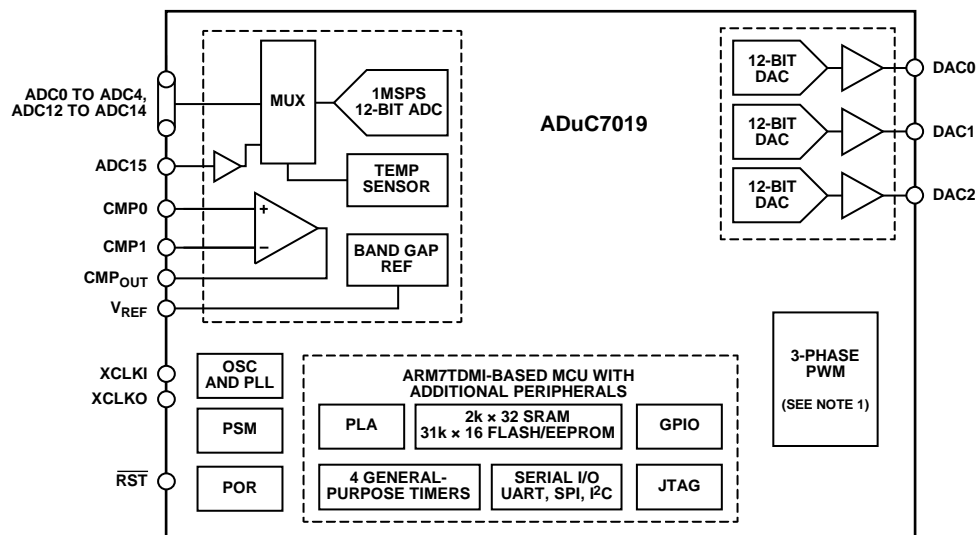 ADC0 TO ADC4,
ADC12 TO ADC14
ADC15
CMP0
CMP1
CMPOUT
VREF
XCLKI
XCLKO
RST
MUX
1MSPS
12-BIT ADC
TEMP
SENSOR
+
−
BAND GAP
REF
OSC
AND PLL
PSM
POR
ADuC7019
12-BIT
DAC
12-BIT
DAC
12-BIT
DAC
DAC0
DAC1
DAC2
ARM7TDMI-BASED MCU WITH
ADDITIONAL PERIPHERALS
PLA
2k × 32 SRAM
31k × 16 FLASH/EEPROM
GPIO
4 GENERAL-
PURPOSE TIMERS
SERIAL I/O
UART, SPI, I²C
JTAG
3-PHASE
PWM
(SEE NOTE 1)